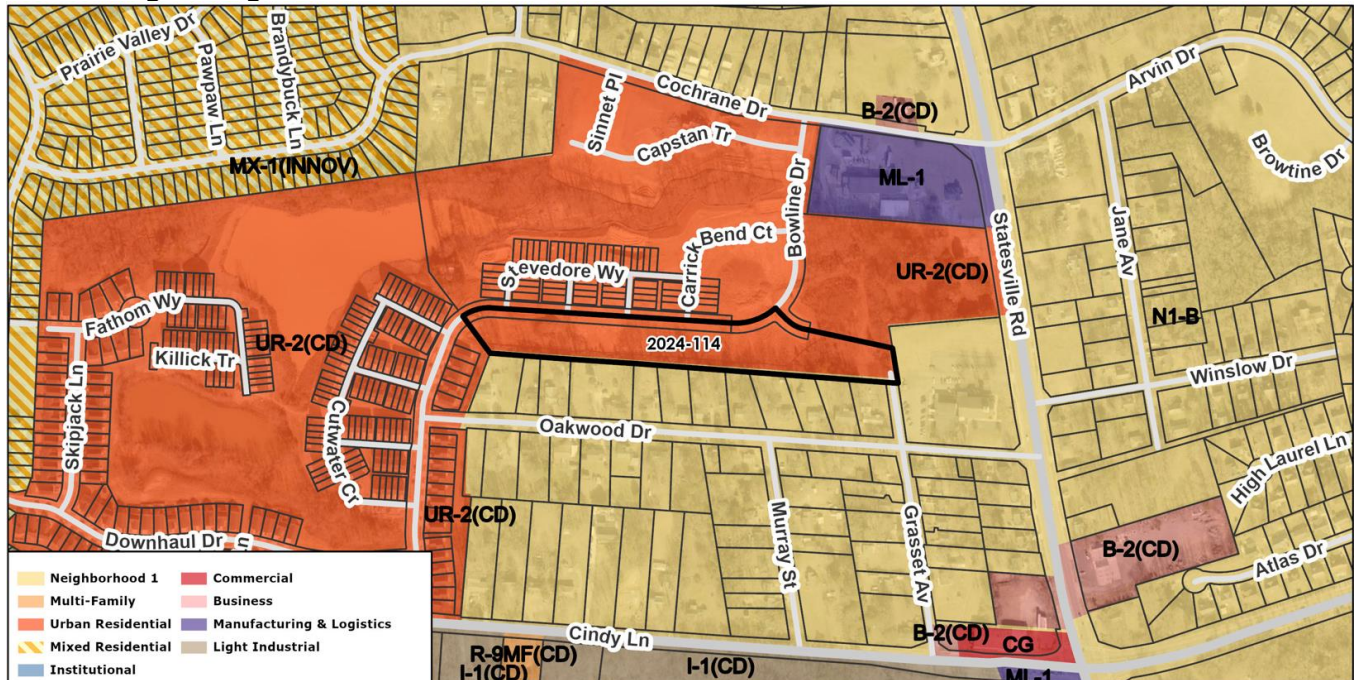 Prairie Valley Dr
Pawpaw Ln
Brandybuck Ln
MX-1(INNOV)
Sinnet Pl
Cochrane Dr
Capstan Tr
B-2(CD)
Arvin Dr
Browtine Dr
ML-1
Bowline Dr
Statesville Rd
Jane Av
Stevedore Wy
Carrick Bend Ct
UR-2(CD)
N1-B
Fathom Wy
Killick Tr
UR-2(CD)
2024-114
Winslow Dr
Skipjack Ln
Cutwater Cr
Oakwood Dr
High Laurel Ln
Murray St
Grasset Av
UR-2(CD)
Downhaul Dr
B-2(CD)
Atlas Dr
Cindy Ln
B-2(CD)
CG
R-9MF(CD)
I-1(CD)
I-1(CD)
ML-1
Neighborhood 1
Multi-Family
Urban Residential
Mixed Residential
Institutional
Commercial
Business
Manufacturing & Logistics
Light Industrial